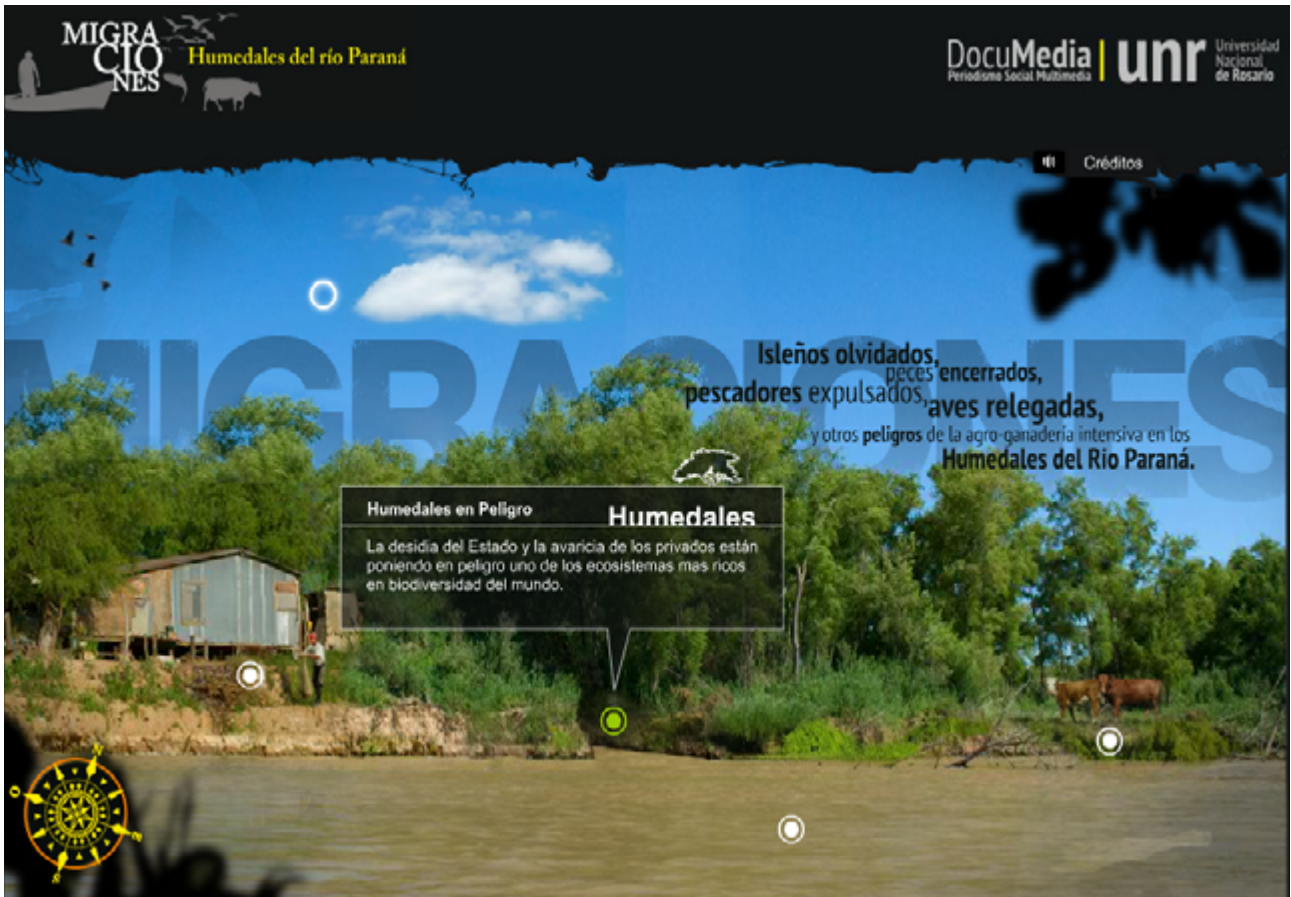 MIGRA
CIO
NES
Humedales del río Paraná
DocuMedia
Periodismo Social Multimedia
unr
Universidad
Nacional
de Rosario
Créditos
MIGRACIONES
Isleños olvidados,
peces encerrados,
pescadores expulsados,
aves relegadas,
y otros peligros de la agro-ganadería intensiva en los
Humedales del Río Paraná.
Humedales en Peligro
Humedales
La desidia del Estado y la avaricia de los privados están
poniendo en peligro uno de los ecosistemas mas ricos
en biodiversidad del mundo.
N
O
E
S